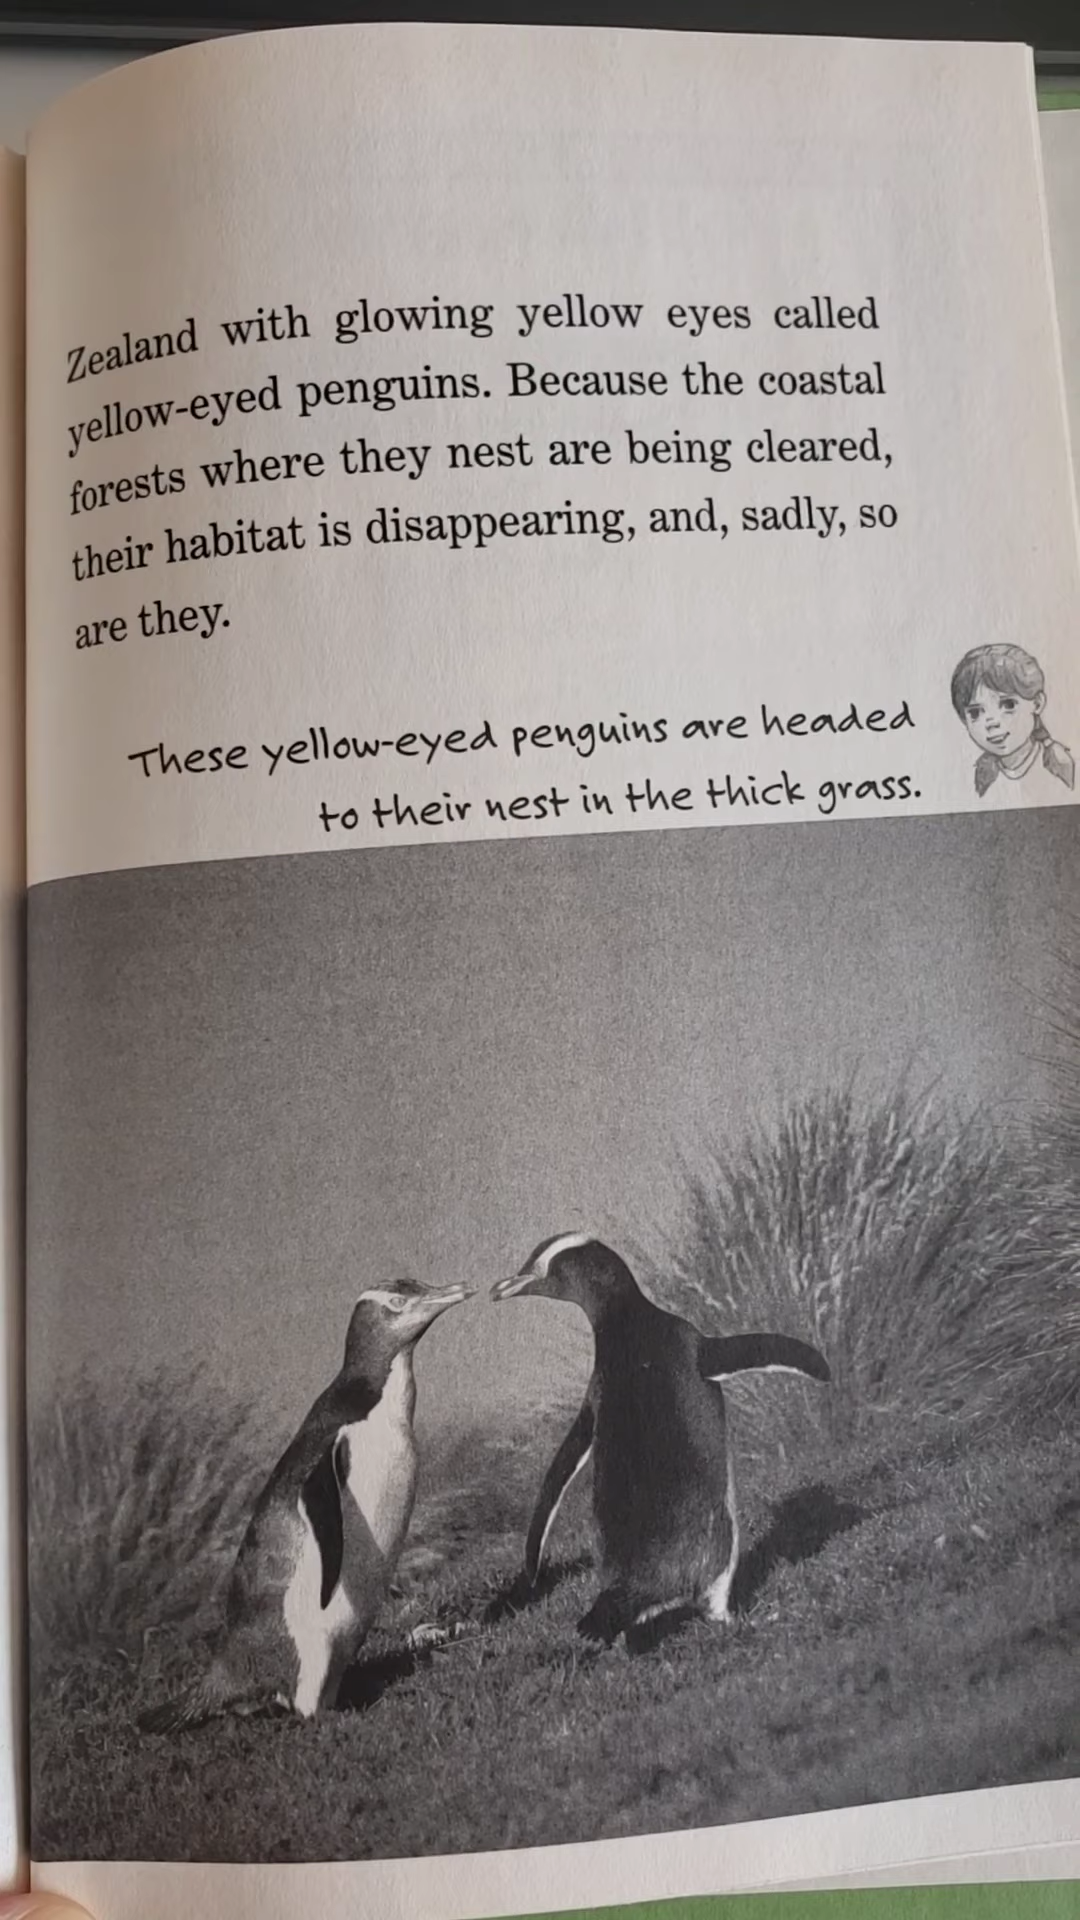 Zealand with glowing yellow eyes called
yellow-eyed penguins. Because the coastal
forests where they nest are being cleared,
their habitat is disappearing, and, sadly, so
are they.
These yellow-eyed penguins are headed
to their nest in the thick grass.